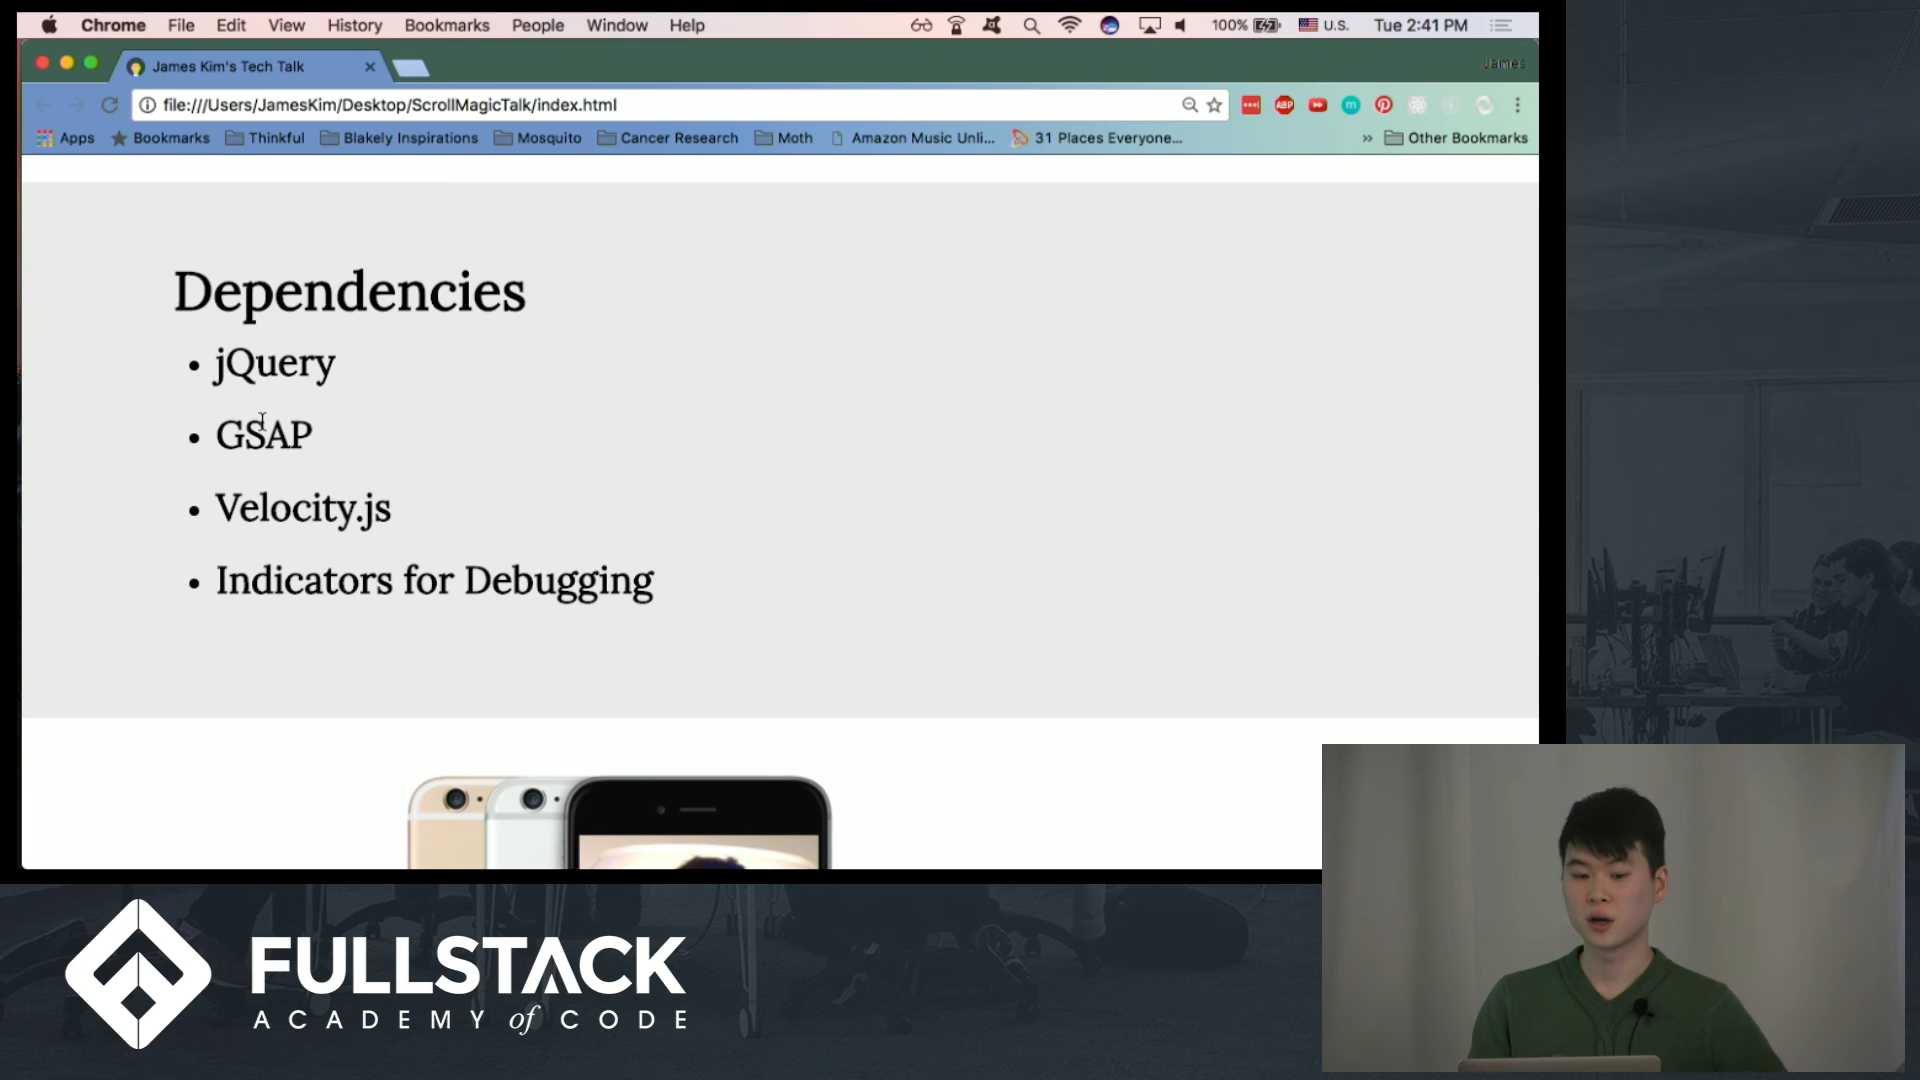 Chrome File Edit View History Bookmarks People Window Help 100% U.S. Tue 2:41 PM
James Kim's Tech Talk James
file:///Users/JamesKim/Desktop/ScrollMagicTalk/index.html ABP m
Apps Bookmarks Thinkful Blakely Inspirations Mosquito Cancer Research Moth Amazon Music Unli... 31 Places Everyone... » Other Bookmarks
Dependencies
• jQuery
• GSAP
• Velocity.js
• Indicators for Debugging
FULLSTACK
ACADEMY of CODE